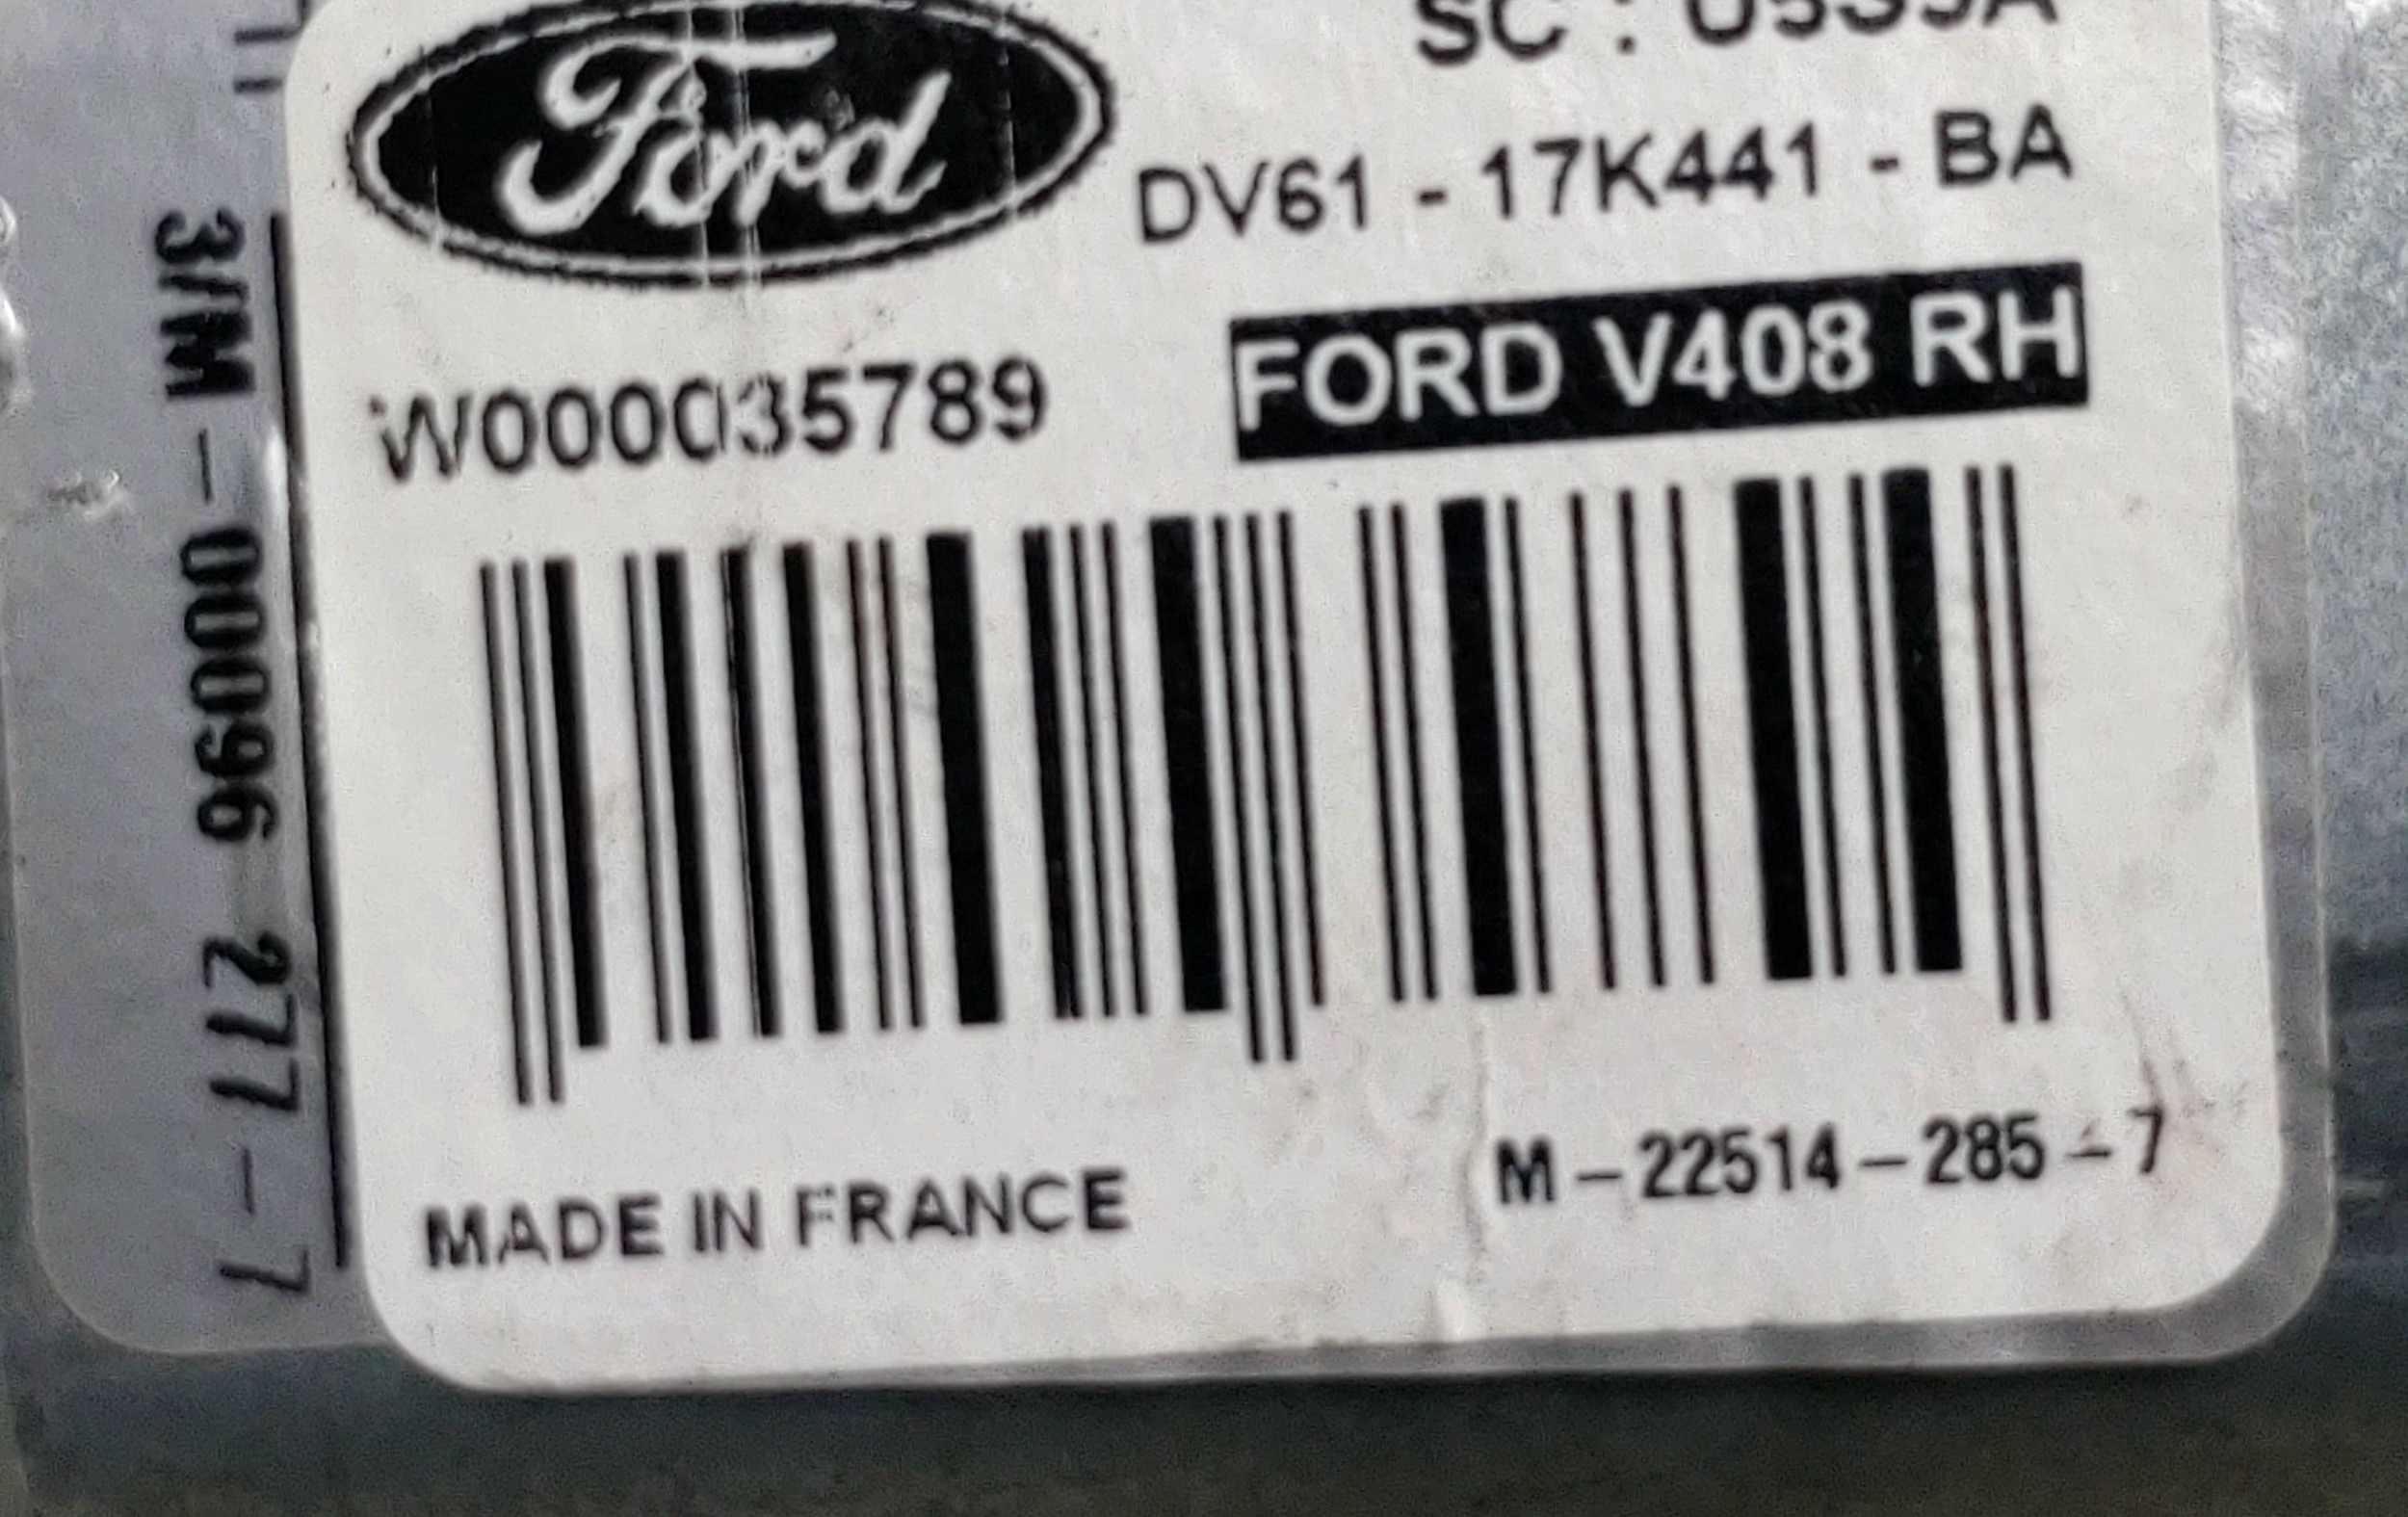 Ford
DV61 - 17K441 - BA
W000035789
FORD V408 RH
MADE IN FRANCE
M-22514-285-7
3/M-00096 277-7